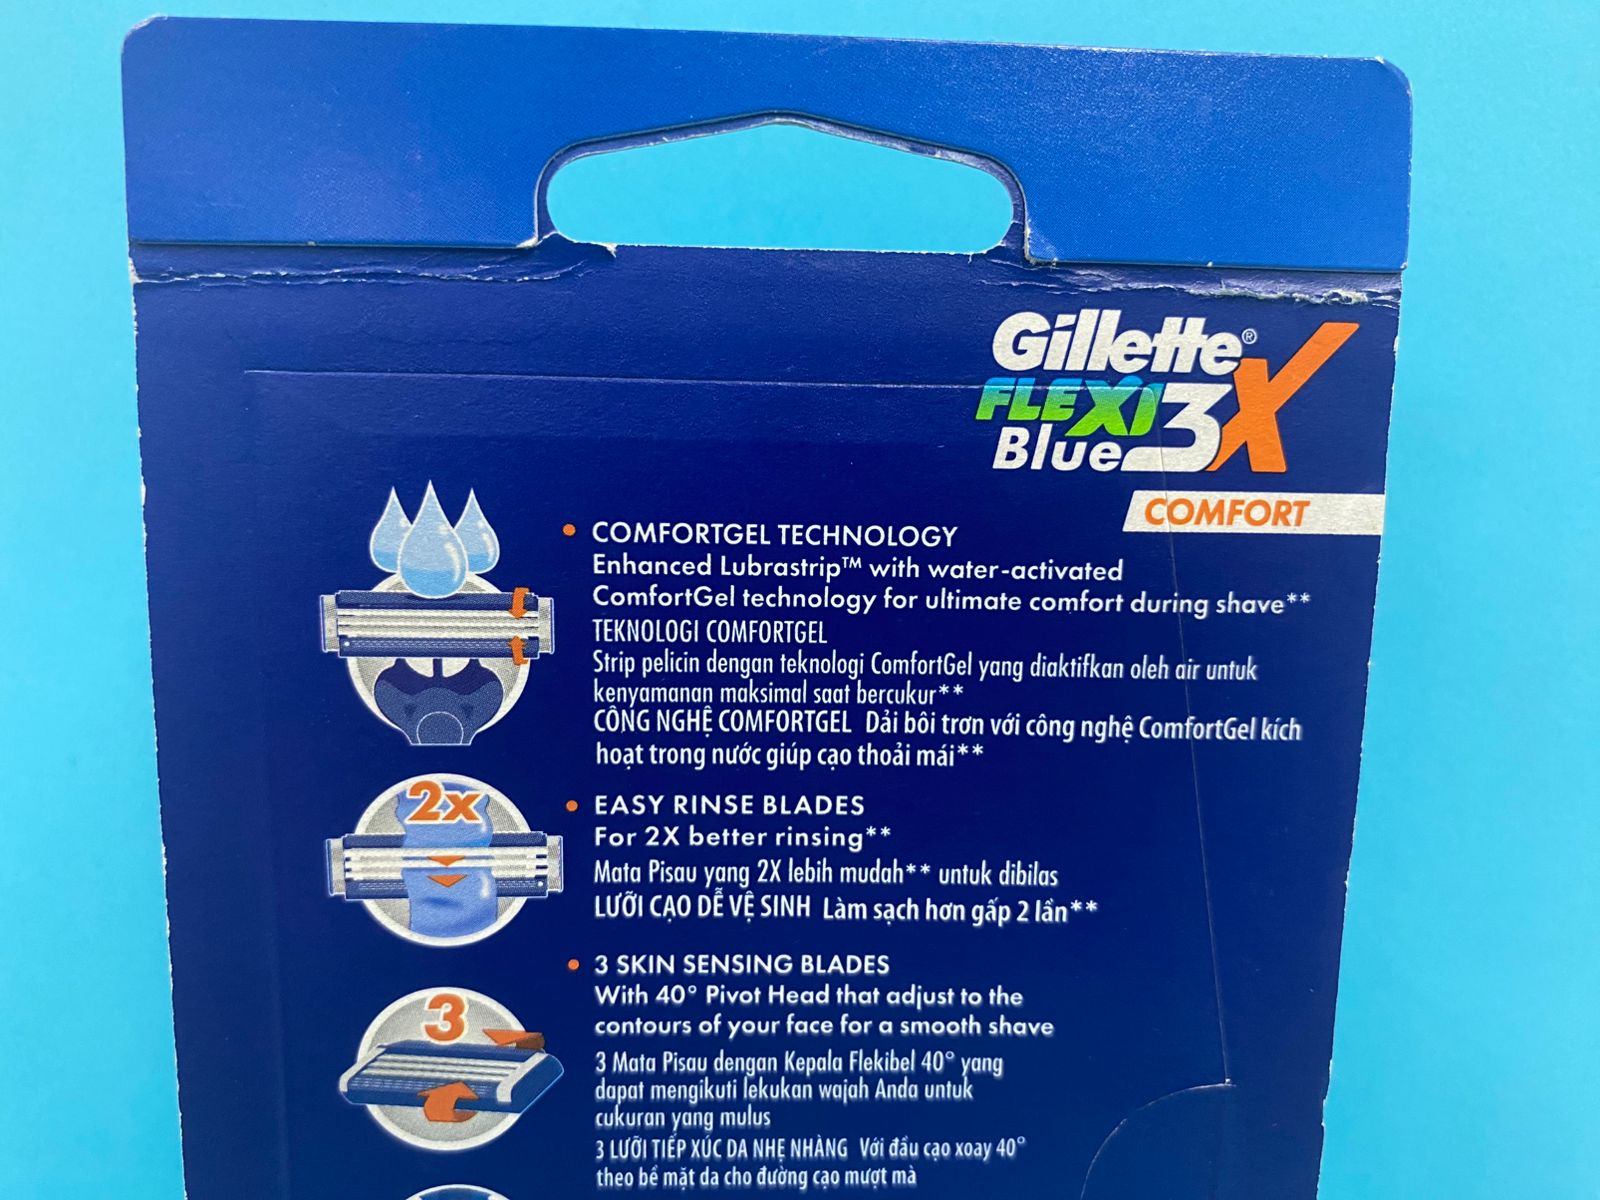 Gillette®
FLEXI
Blue 3X
COMFORT
• COMFORTGEL TECHNOLOGY
Enhanced Lubrastrip™ with water-activated
ComfortGel technology for ultimate comfort during shave**
TEKNOLOGI COMFORTGEL
Strip pelicin dengan teknologi ComfortGel yang diaktifkan oleh air untuk
kenyamanan maksimal saat bercukur**
CÔNG NGHỆ COMFORTGEL Dải bôi trơn với công nghệ ComfortGel kích
hoạt trong nước giúp cạo thoải mái**
2x
• EASY RINSE BLADES
For 2X better rinsing**
Mata Pisau yang 2X lebih mudah** untuk dibilas
LƯỠI CẠO DỄ VỆ SINH Làm sạch hơn gấp 2 lần**
3
• 3 SKIN SENSING BLADES
With 40° Pivot Head that adjust to the
contours of your face for a smooth shave
3 Mata Pisau dengan Kepala Flekibel 40° yang
dapat mengikuti lekukan wajah Anda untuk
cukuran yang mulus
3 LƯỠI TIẾP XÚC DA NHẸ NHÀNG Với đầu cạo xoay 40°
theo bề mặt da cho đường cạo mượt mà